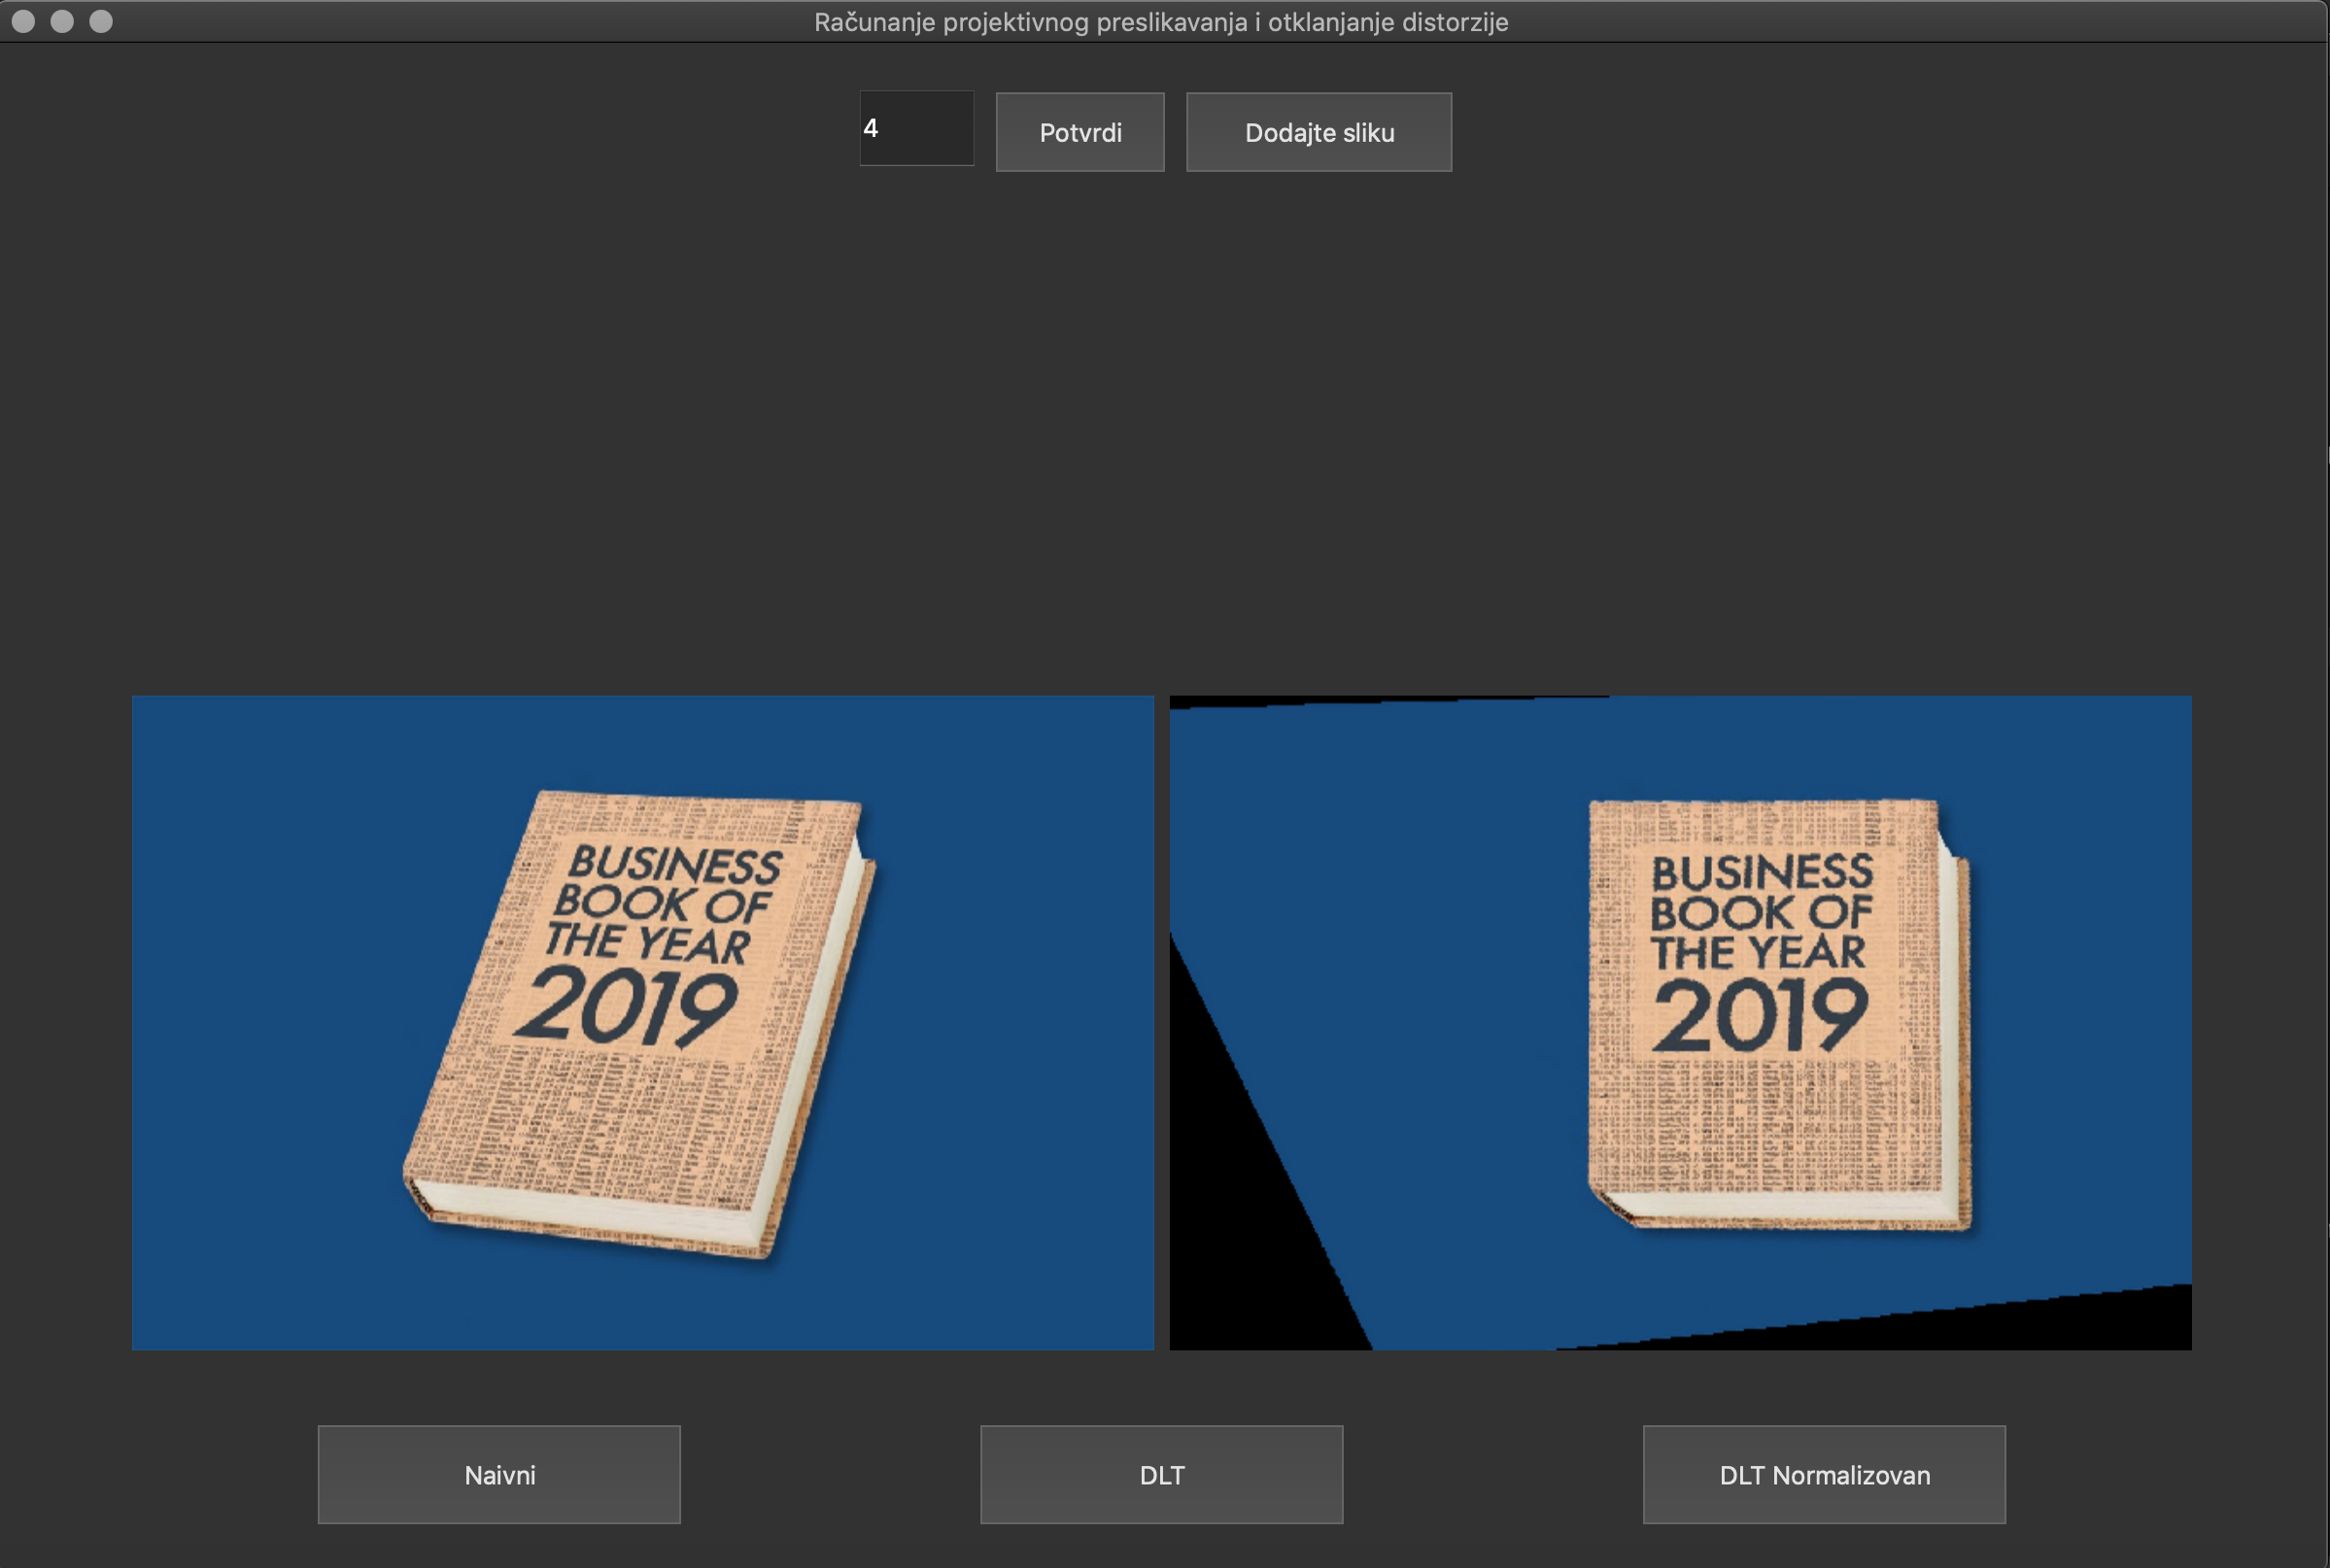 Računanje projektivnog preslikavanja i otklanjanje distorzije
4
Potvrdi
Dodajte sliku
BUSINESS
BOOK OF
THE YEAR
2019
BUSINESS
BOOK OF
THE YEAR
2019
Naivni
DLT
DLT Normalizovan